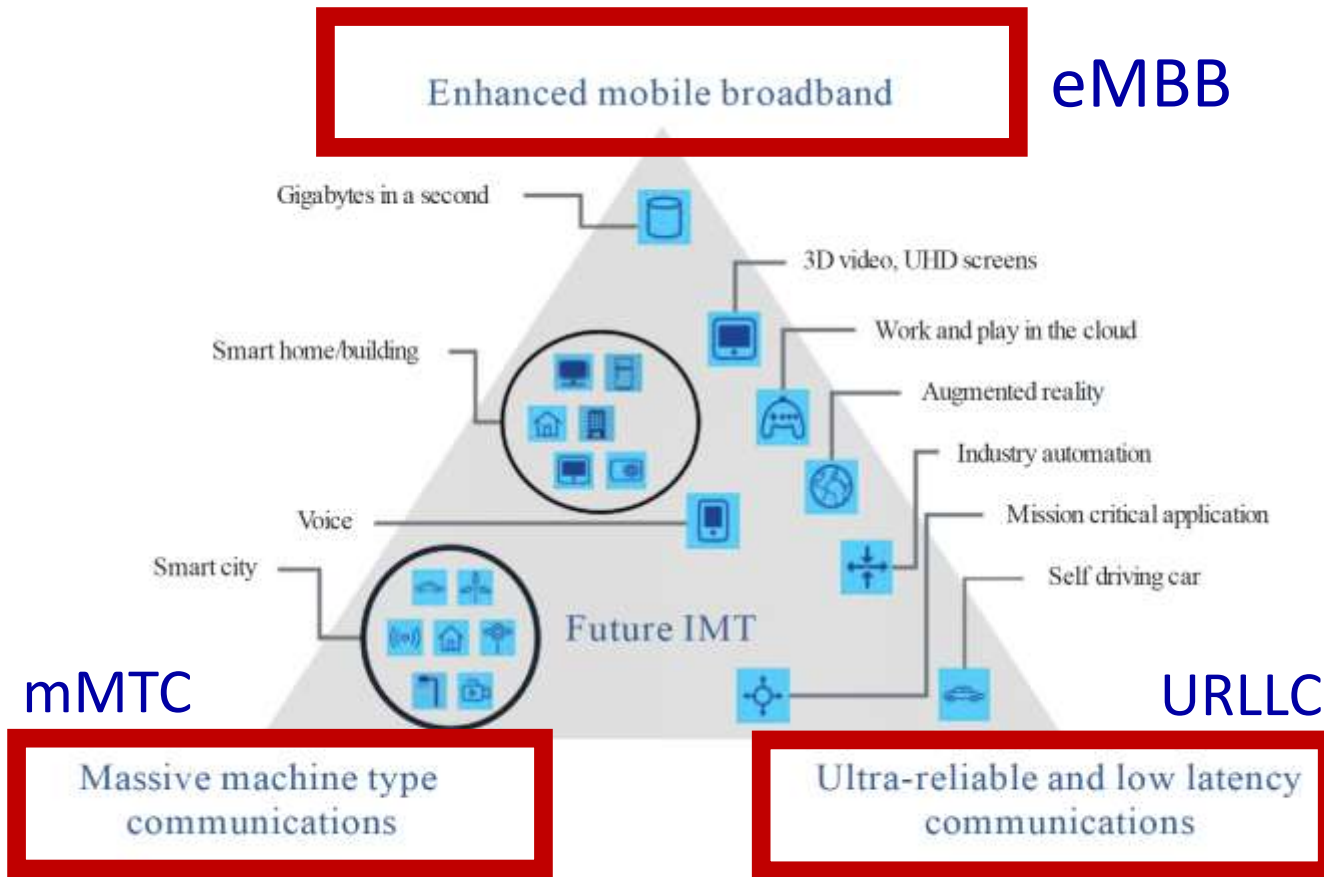 Enhanced mobile broadband
eMBB
Gigabytes in a second
3D video, UHD screens
Work and play in the cloud
Smart home/building
Augmented reality
Industry automation
Voice
Mission critical application
Smart city
Self driving car
Future IMT
mMTC
URLLC
Massive machine type
communications
Ultra-reliable and low latency
communications